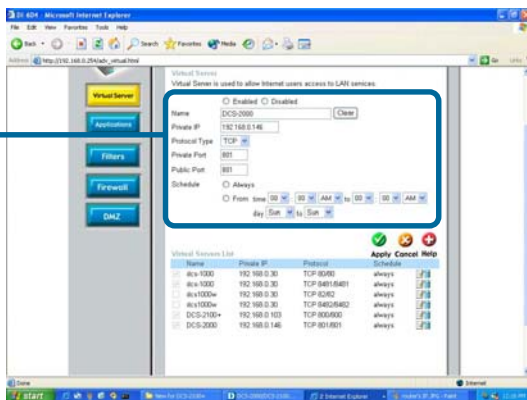 DI-604 - Microsoft Internet Explorer
File Edit View Favorites Tools Help
Back Search Favorites Media
Address http://192.168.0.254/adv_virtual.html Go
Virtual Server
Virtual Server is used to allow Internet users access to LAN services.
Virtual Server
Applications
Filters
Firewall
DMZ
Enabled Disabled
Name DCS-2000 Clear
Private IP 192.168.0.146
Protocol Type TCP
Private Port 801
Public Port 801
Schedule Always
From time 00 : 00 AM to 00 : 00 AM
day Sun to Sun
Apply Cancel Help
Virtual Servers List
Name Private IP Protocol Schedule
dcs-1000 192.168.0.30 TCP 80/80 always
dcs-1000 192.168.0.30 TCP 8481/8481 always
dcs1000w 192.168.0.30 TCP 82/82 always
dcs1000w 192.168.0.30 TCP 8482/8482 always
DCS-2100+ 192.168.0.103 TCP 800/800 always
DCS-2000 192.168.0.146 TCP 801/801 always
Done Internet
start 2 Internet Explorer